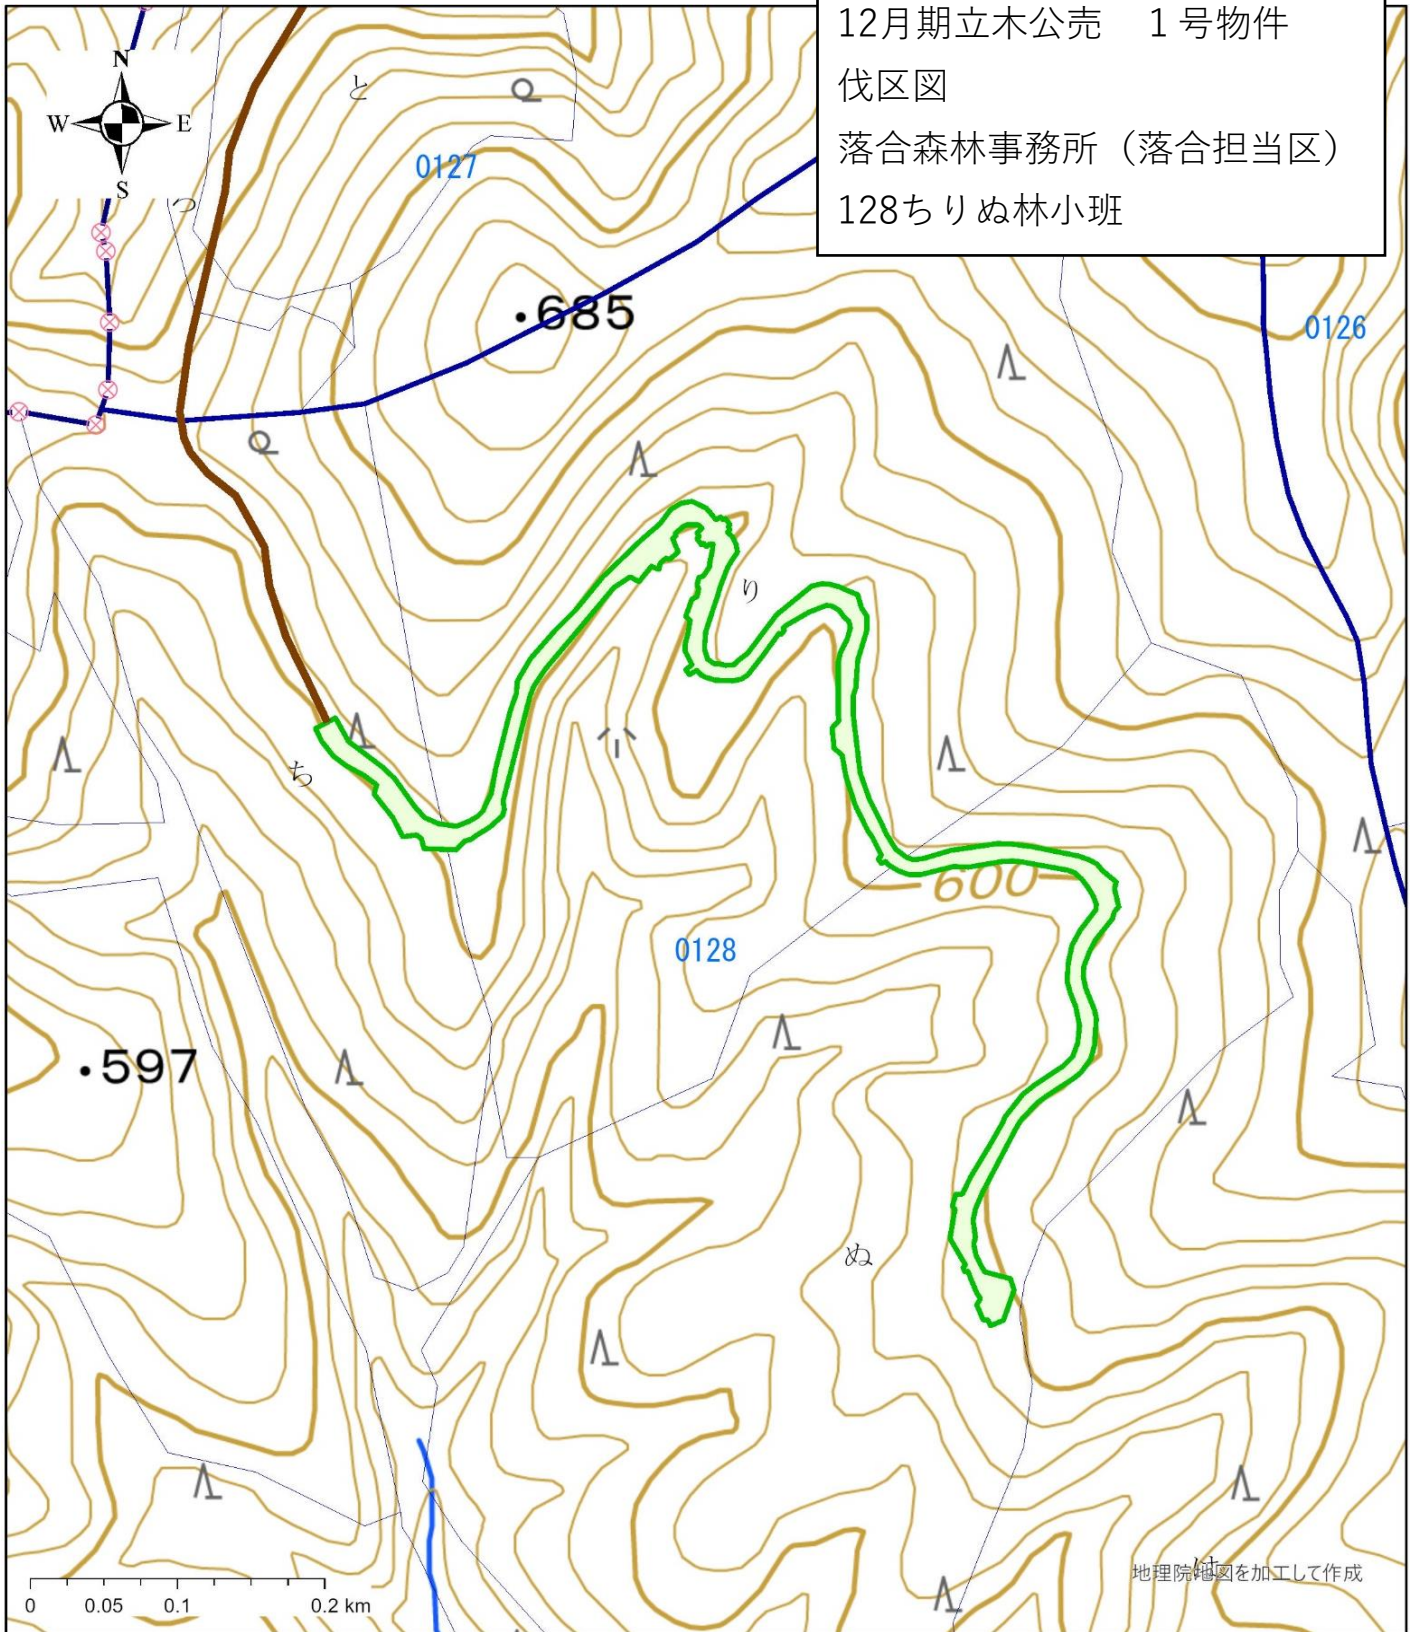 12月期立木公売　１号物件
伐区図
落合森林事務所（落合担当区）
128ちりぬ林小班
N
W E
S
と
0127
つ
・685
0126
り
ち
600
0128
・597
ぬ
は
地理院地図を加工して作成
0 0.05 0.1 0.2 km